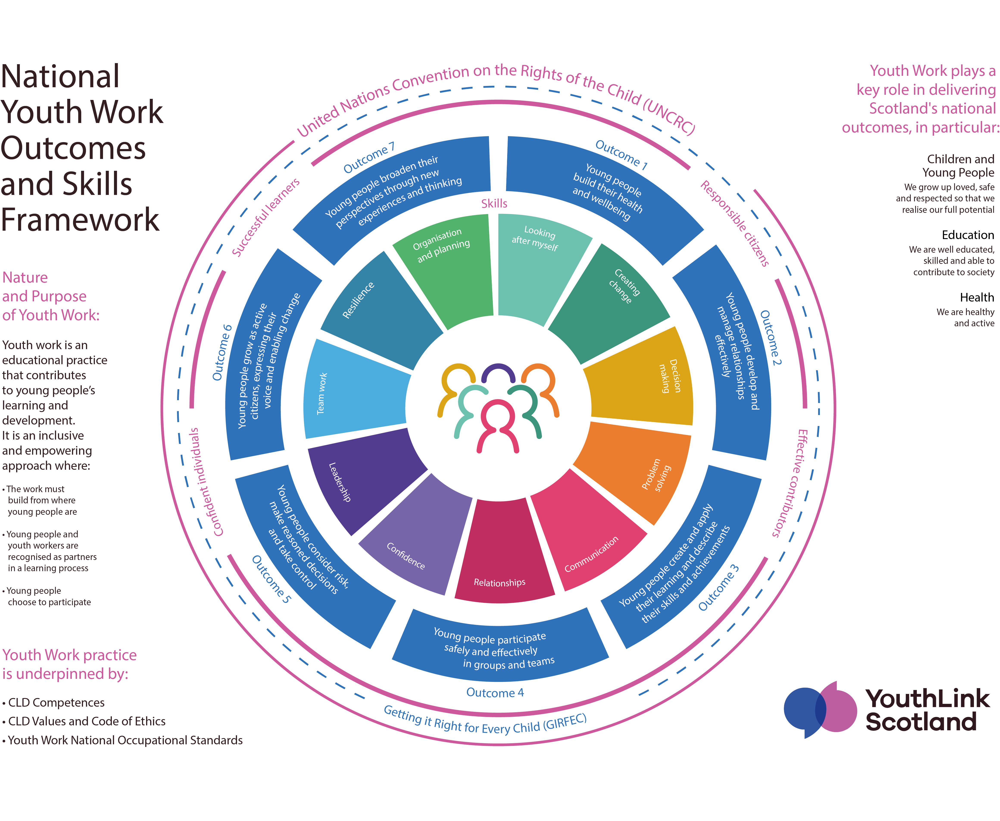 National
Youth Work
Outcomes
and Skills
Framework
Nature
and Purpose
of Youth Work:
Youth work is an
educational practice
that contributes
to young people’s
learning and
development.
It is an inclusive
and empowering
approach where:
• The work must
build from where
young people are
• Young people and
youth workers are
recognised as partners
in a learning process
• Young people
choose to participate
Youth Work practice
is underpinned by:
• CLD Competences
• CLD Values and Code of Ethics
• Youth Work National Occupational Standards
United Nations Convention on the Rights of the Child (UNCRC)
Successful learners
Responsible citizens
Effective contributors
Confident individuals
Getting it Right for Every Child (GIRFEC)
Outcome 1
Young people
build their health
and wellbeing
Outcome 2
Young people develop and
manage relationships
effectively
Outcome 3
Young people create and apply
their learning and describe
their skills and achievements
Outcome 4
Young people participate
safely and effectively
in groups and teams
Outcome 5
Young people consider risk,
make reasoned decisions
and take control
Outcome 6
Young people grow as active
citizens, expressing their
voice and enabling change
Outcome 7
Young people broaden their
perspectives through new
experiences and thinking
Skills
Looking
after myself
Creating
change
Decision
making
Problem
solving
Communication
Relationships
Confidence
Leadership
Team work
Resilience
Organisation
and planning
Youth Work plays a
key role in delivering
Scotland's national
outcomes, in particular:
Children and
Young People
We grow up loved, safe
and respected so that we
realise our full potential
Education
We are well educated,
skilled and able to
contribute to society
Health
We are healthy
and active
YouthLink
Scotland